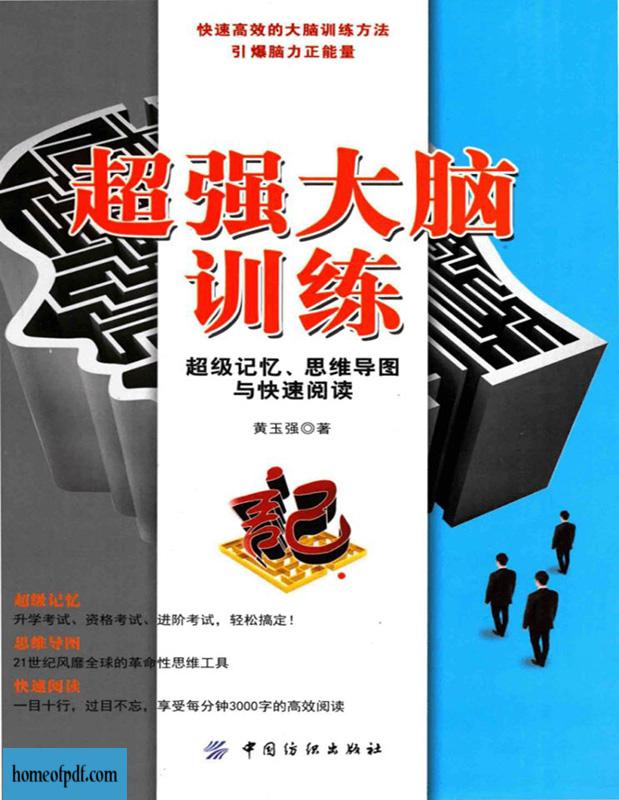 快速高效的大脑训练方法
引爆脑力正能量
超强大脑
训练
超级记忆、思维导图
与快速阅读
黄玉强◎著
記
超级记忆
升学考试、资格考试、进阶考试，轻松搞定！
思维导图
21世纪风靡全球的革命性思维工具
快速阅读
一目十行，过目不忘，享受每分钟3000字的高效阅读
中国纺织出版社
homeofpdf.com